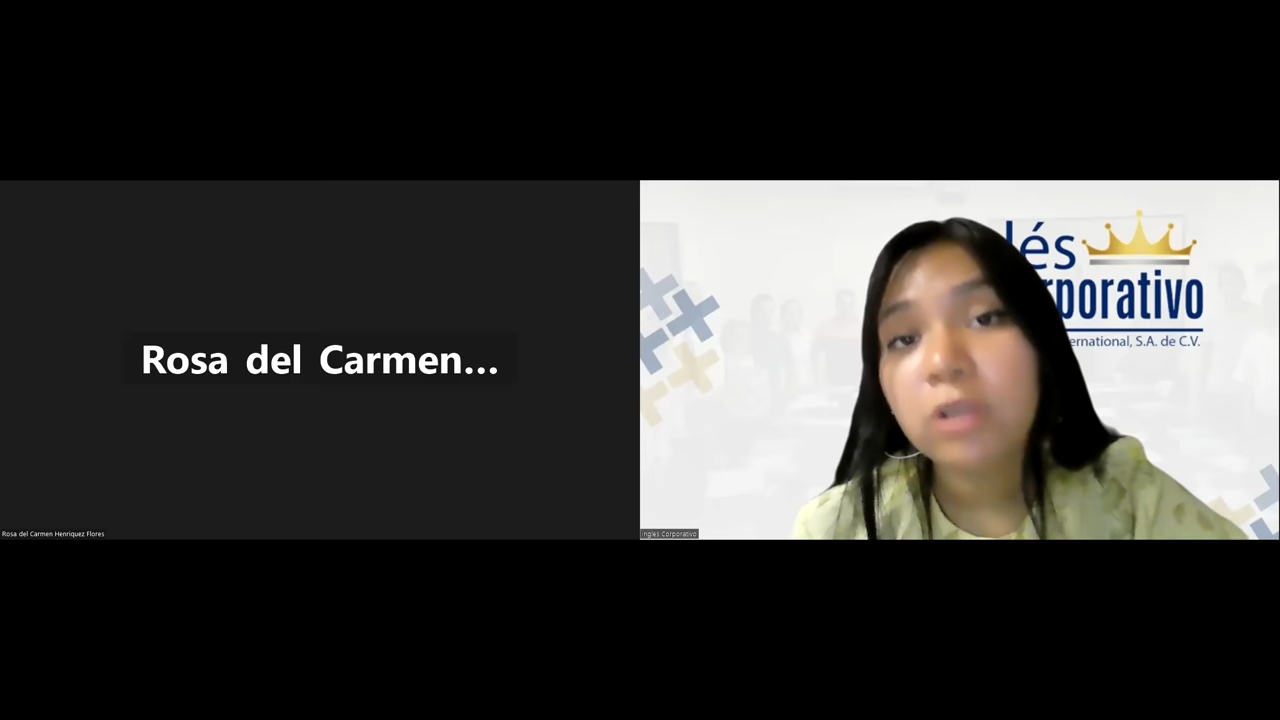 Rosa del Carmen...
Rosa del Carmen Henriquez Flores
lés
rporativo
ernational, S.A. de C.V.
Inglés Corporativo